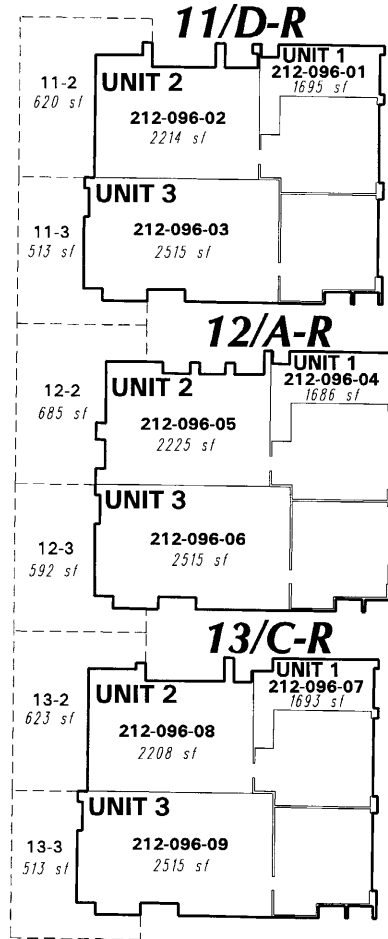 11/D-R
UNIT 1
212-096-01
1695 sf
11-2
620 sf
UNIT 2
212-096-02
2214 sf
UNIT 3
11-3
513 sf
212-096-03
2515 sf
12/A-R
UNIT 1
212-096-04
1686 sf
12-2
685 sf
UNIT 2
212-096-05
2225 sf
UNIT 3
12-3
592 sf
212-096-06
2515 sf
13/C-R
UNIT 1
212-096-07
1693 sf
13-2
623 sf
UNIT 2
212-096-08
2208 sf
UNIT 3
13-3
513 sf
212-096-09
2515 sf